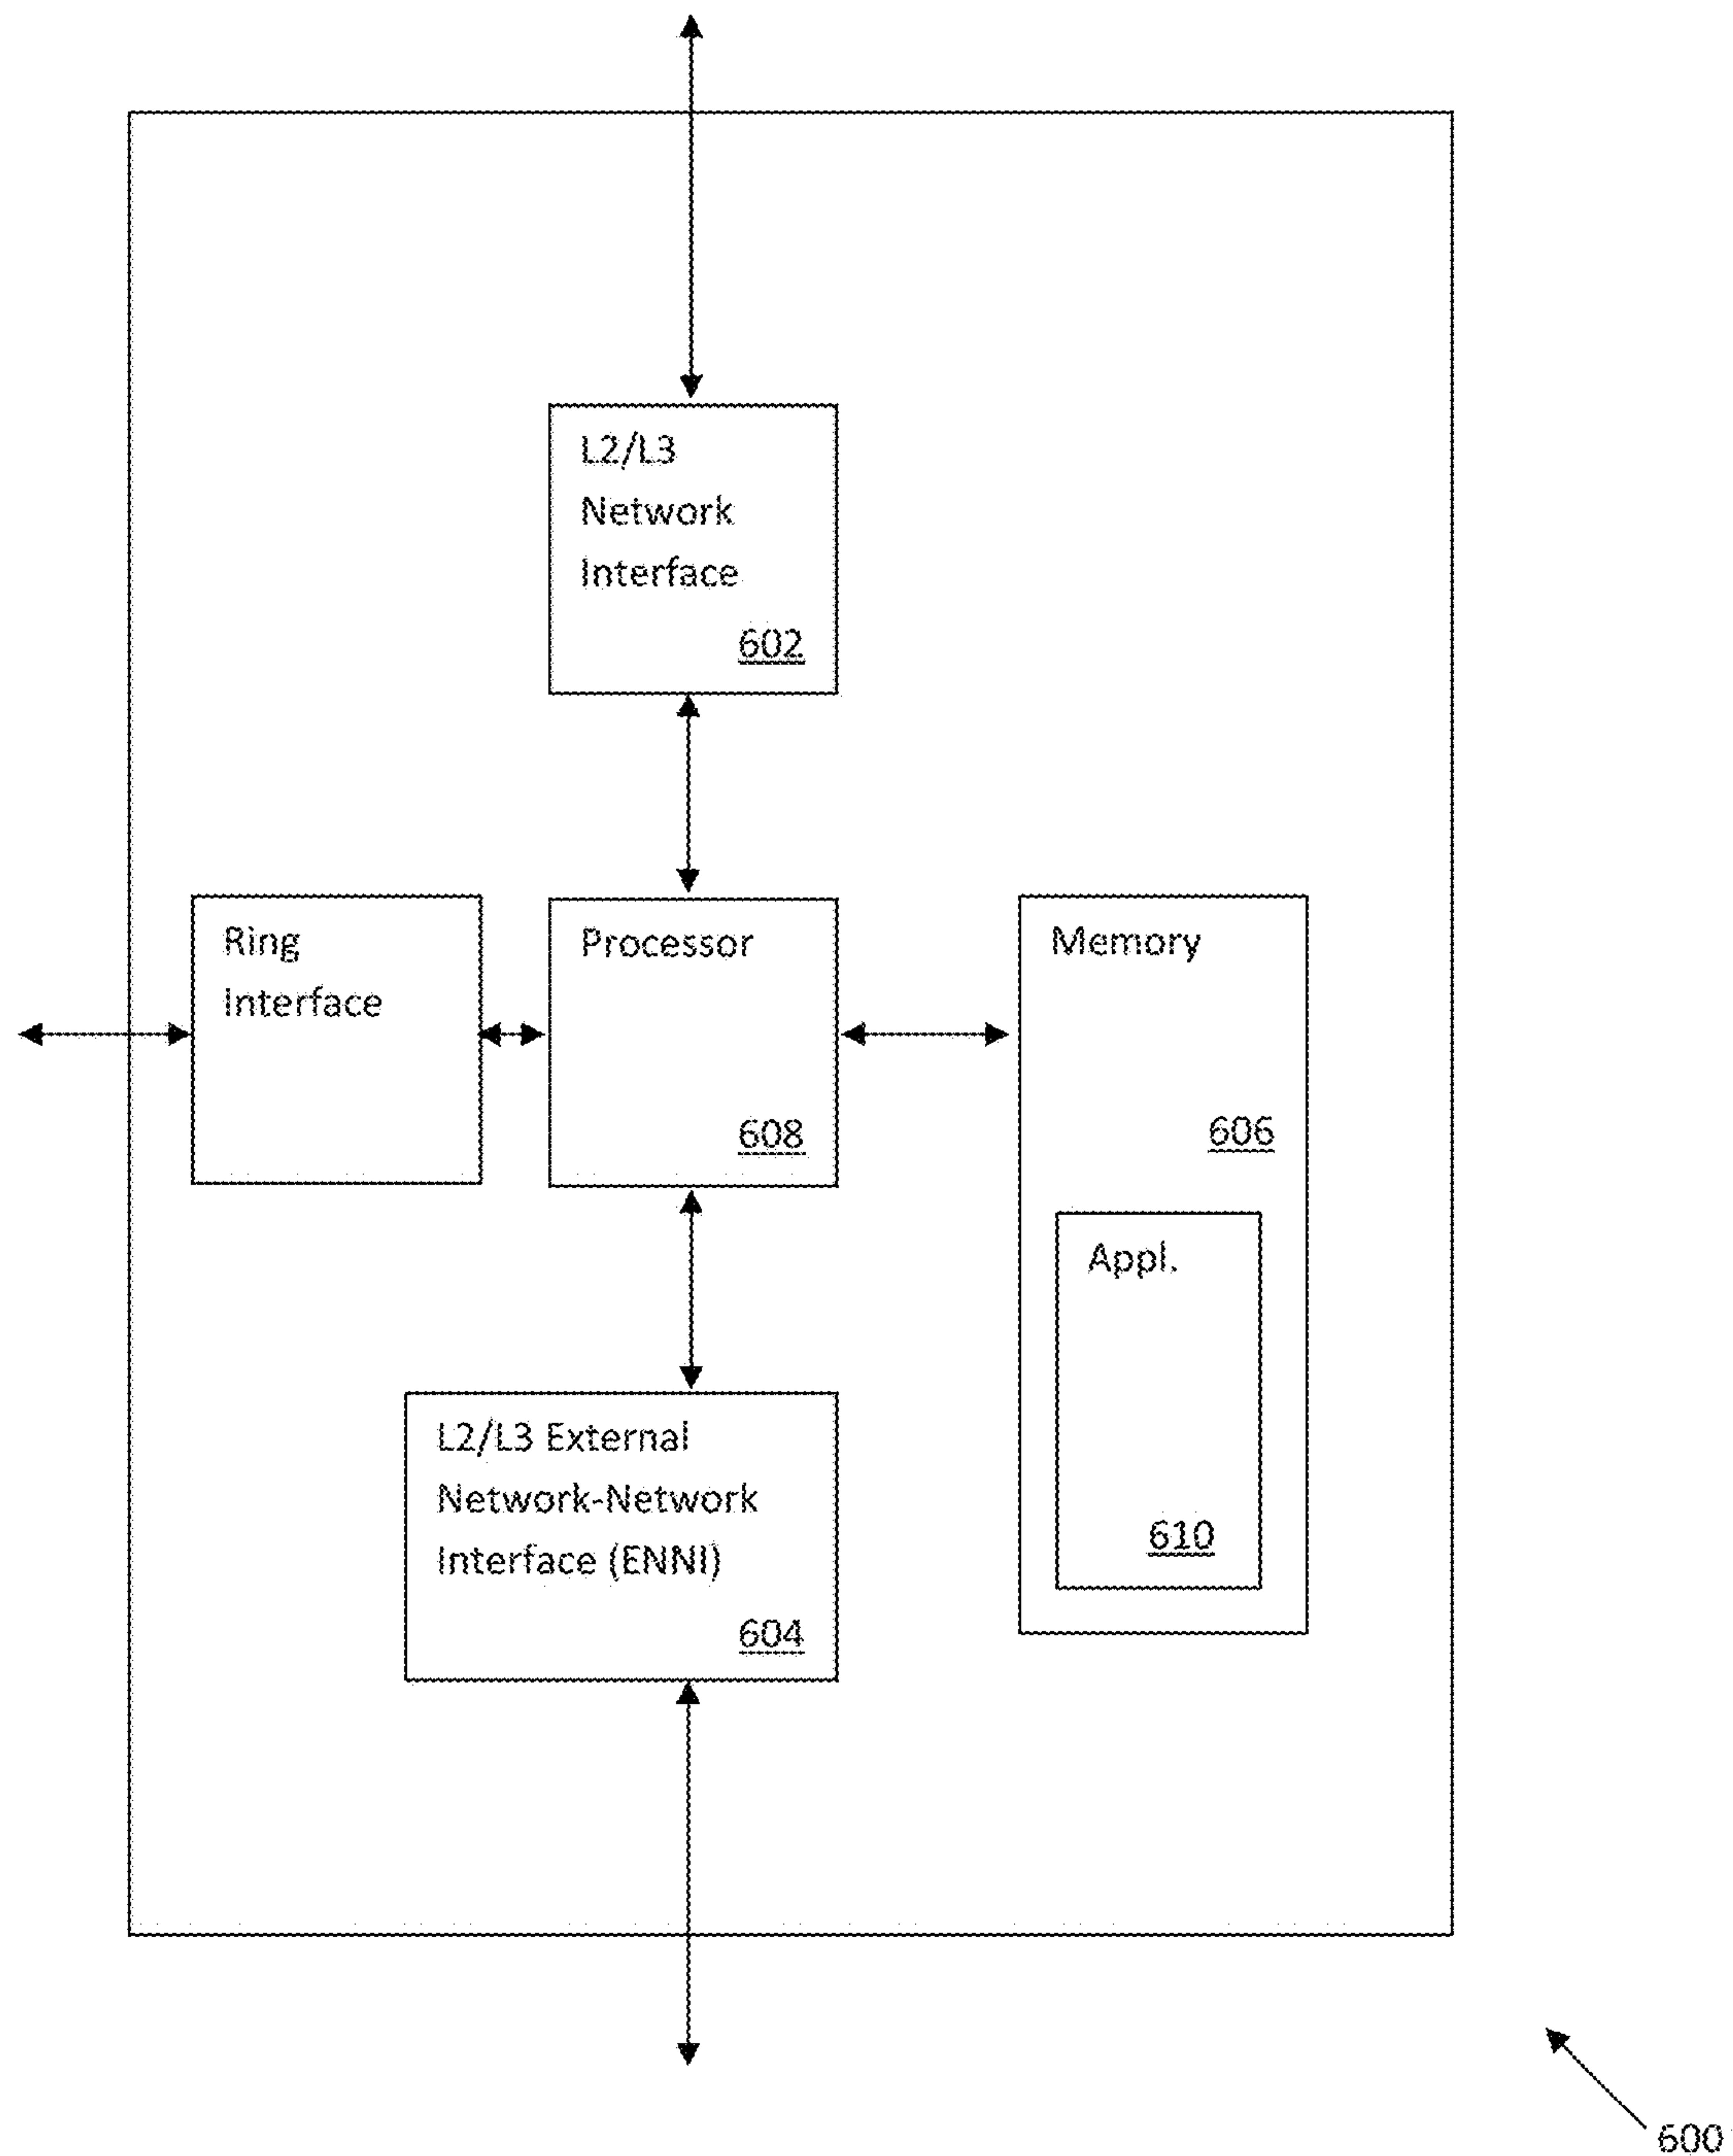 L2/L3
Network
Interface
602
Ring
Interface
Processor
608
Memory
606
Appl.
610
L2/L3 External
Network-Network
Interface (ENNI)
604
600